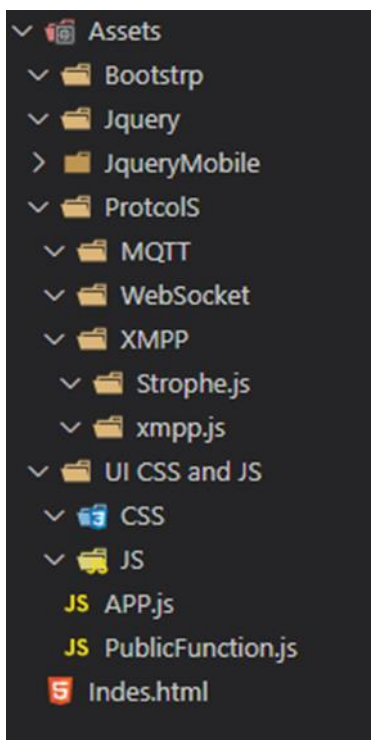 Assets
Bootstrp
Jquery
JqueryMobile
ProtcolS
MQTT
WebSocket
XMPP
Strophe.js
xmpp.js
UI CSS and JS
CSS
JS
JS APP.js
JS PublicFunction.js
Indes.html